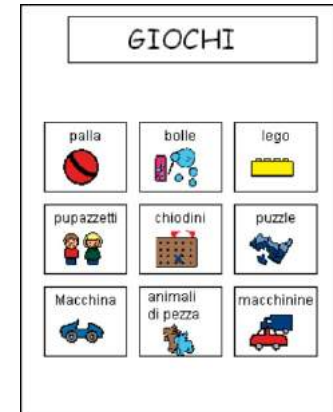 GIOCHI
palla
bolle
lego
pupazzetti
chiodini
puzzle
Macchina
animali
di pezza
macchinine